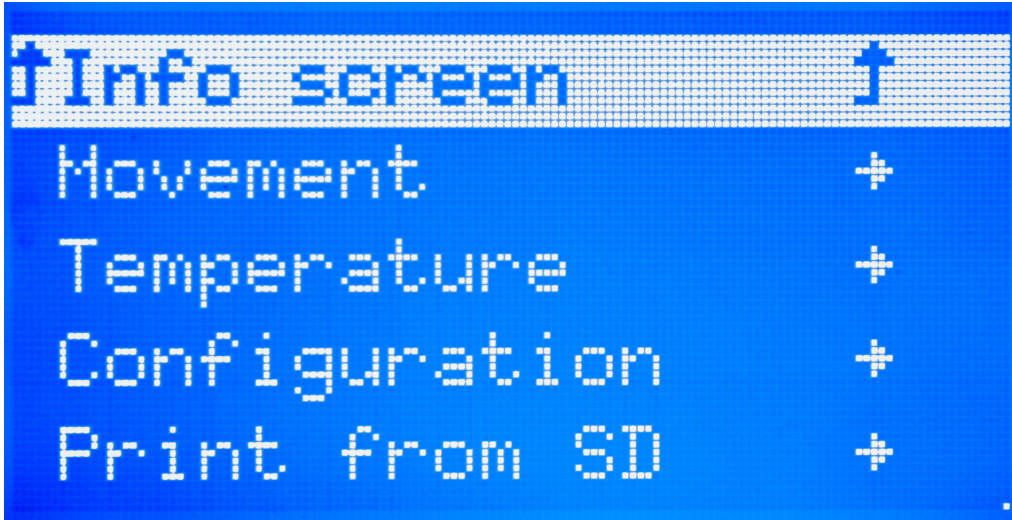 Info screen
Movement
Temperature
Configuration
Print from SD